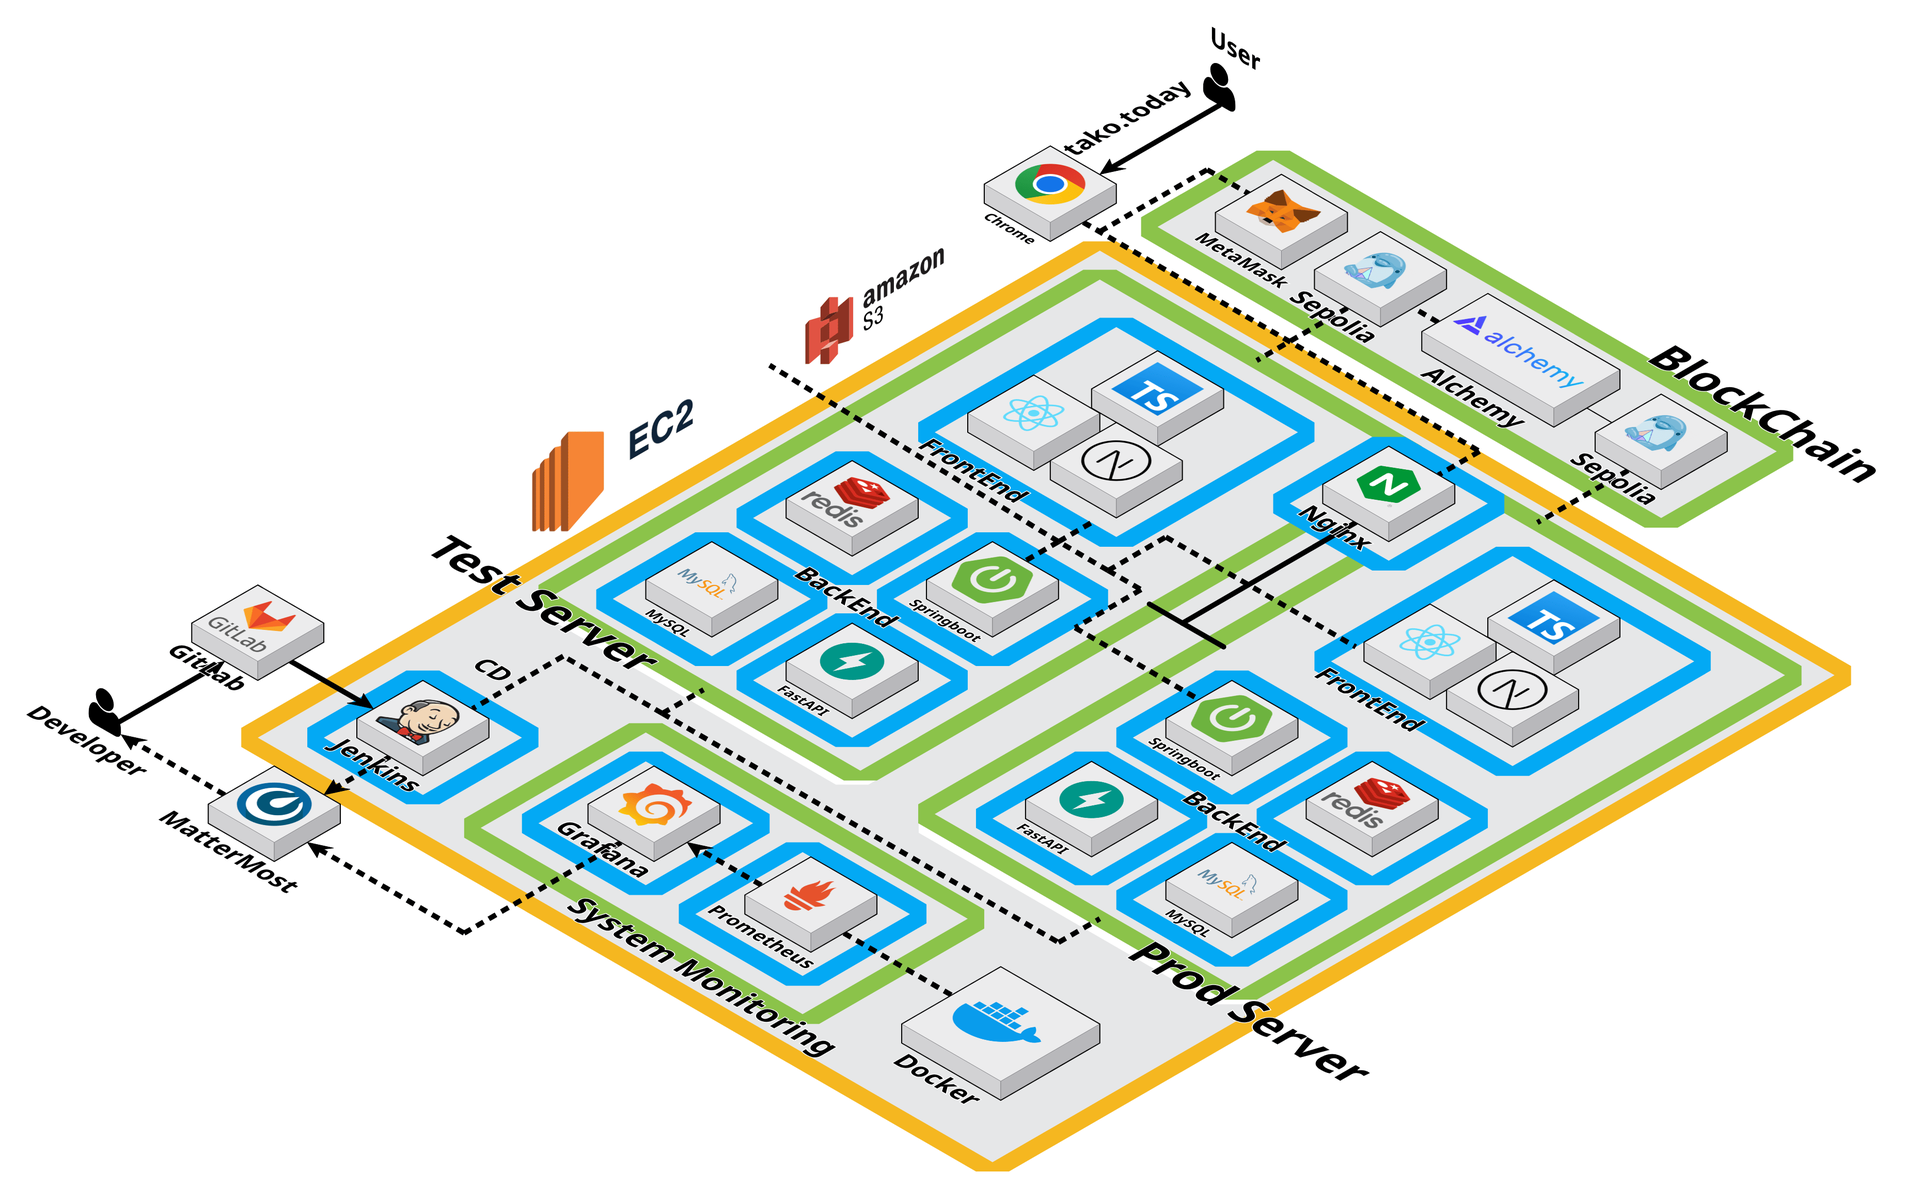 User
tako.today
Chrome
MetaMask
Sepolia
alchemy
Alchemy
Sepolia
BlockChain
amazon
S3
EC2
TS
N
FrontEnd
redis
MySQL
MySQL
BackEnd
Springboot
FastAPI
Test Server
N
Nginx
TS
N
FrontEnd
Springboot
FastAPI
BackEnd
redis
MySQL
MySQL
Prod Server
GitLab
GitLab
CD
Developer
Jenkins
MatterMost
Grafana
Prometheus
System Monitoring
Docker